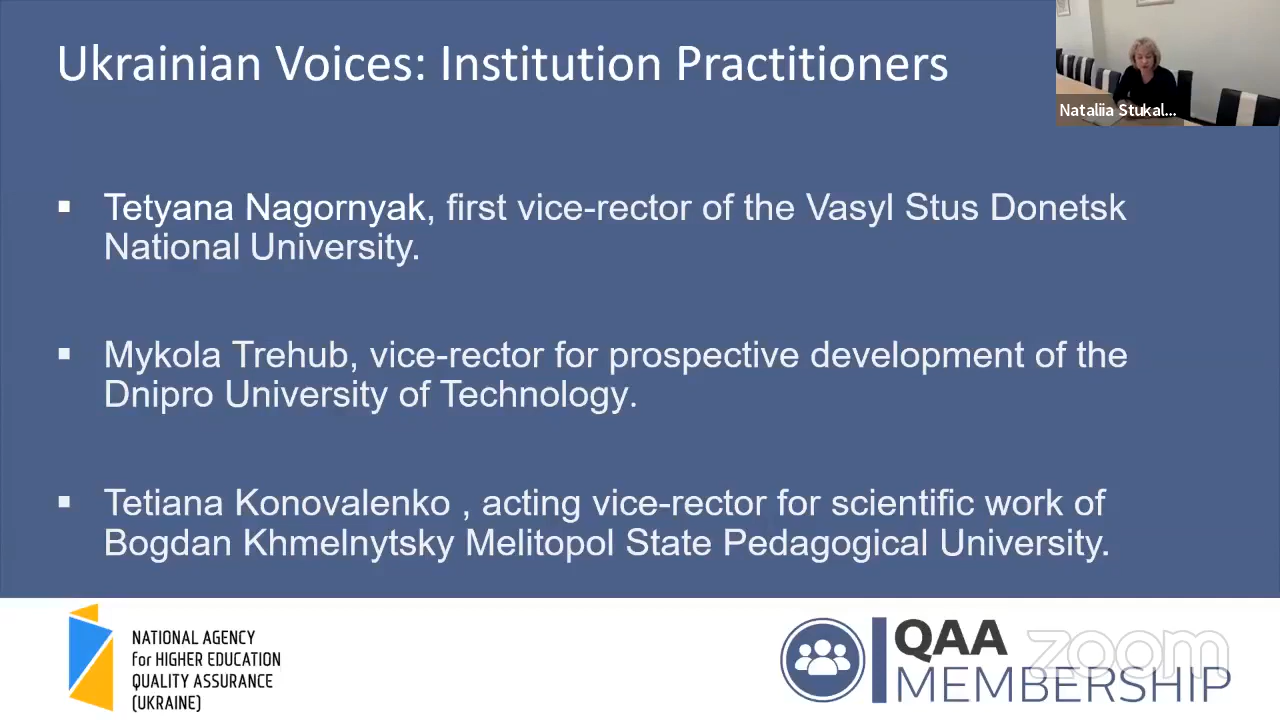 Ukrainian Voices: Institution Practitioners
Nataliia Stukal...
▪ Tetyana Nagornyak, first vice-rector of the Vasyl Stus Donetsk
National University.
▪ Mykola Trehub, vice-rector for prospective development of the
Dnipro University of Technology.
▪ Tetiana Konovalenko , acting vice-rector for scientific work of
Bogdan Khmelnytsky Melitopol State Pedagogical University.
NATIONAL AGENCY
for HIGHER EDUCATION
QUALITY ASSURANCE
(UKRAINE)
QAA
MEMBERSHIP
zoom